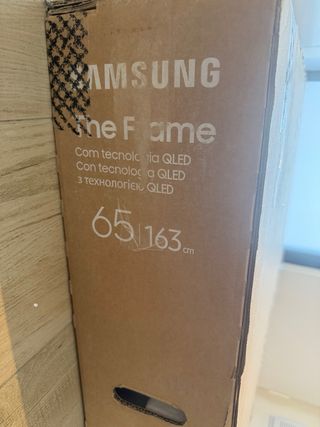 SAMSUNG
The Frame
Com tecnologia QLED
Con tecnología QLED
з технологією QLED
65 | 163 cm